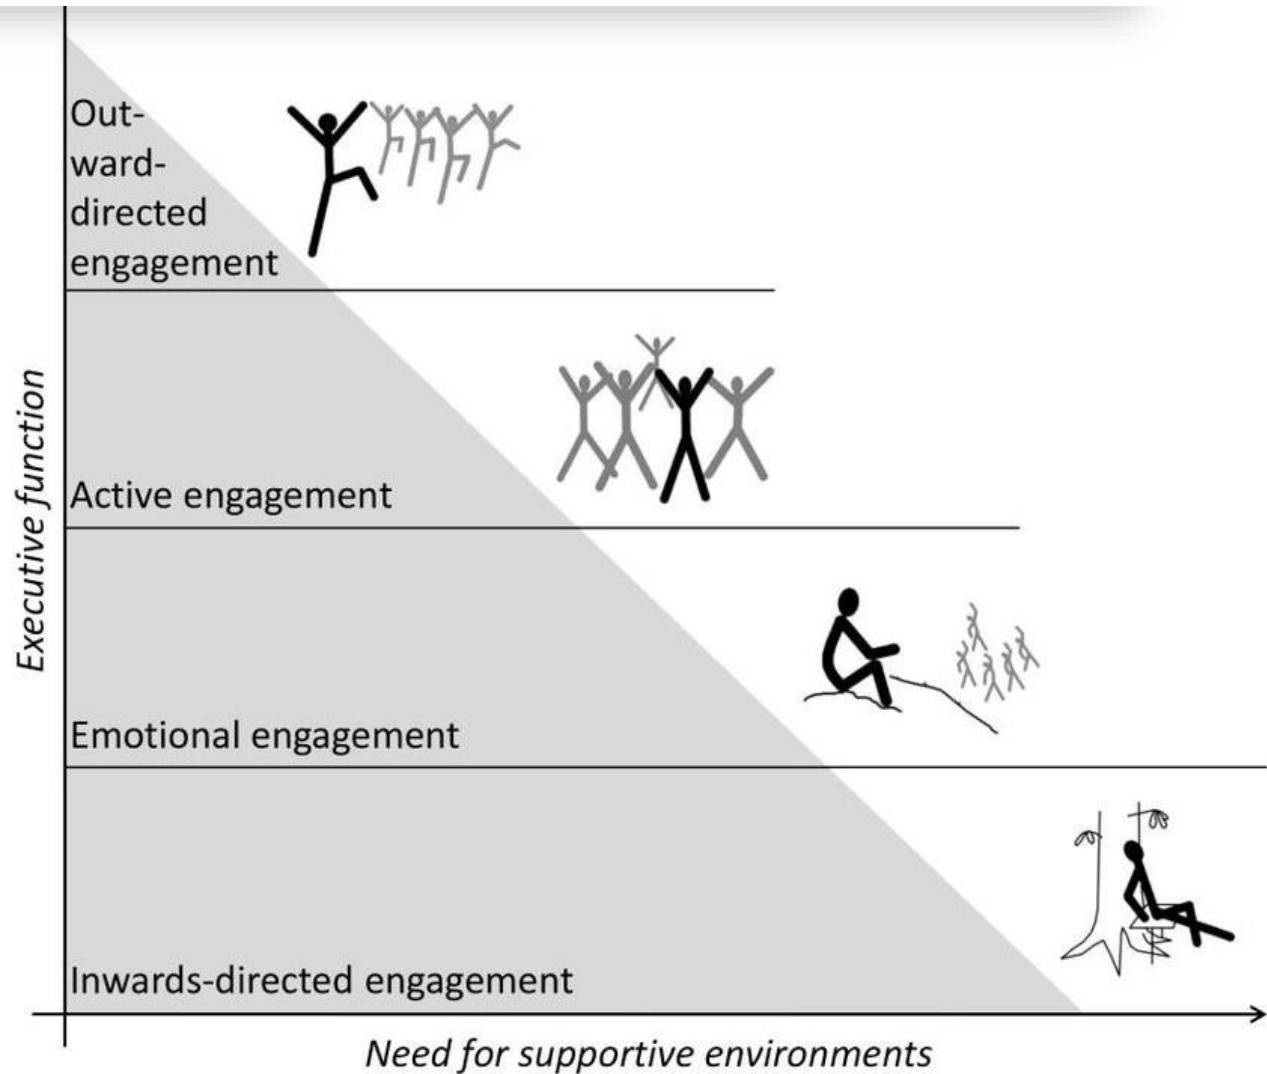 Out-
ward-
directed
engagement
Active engagement
Emotional engagement
Inwards-directed engagement
Executive function
Need for supportive environments